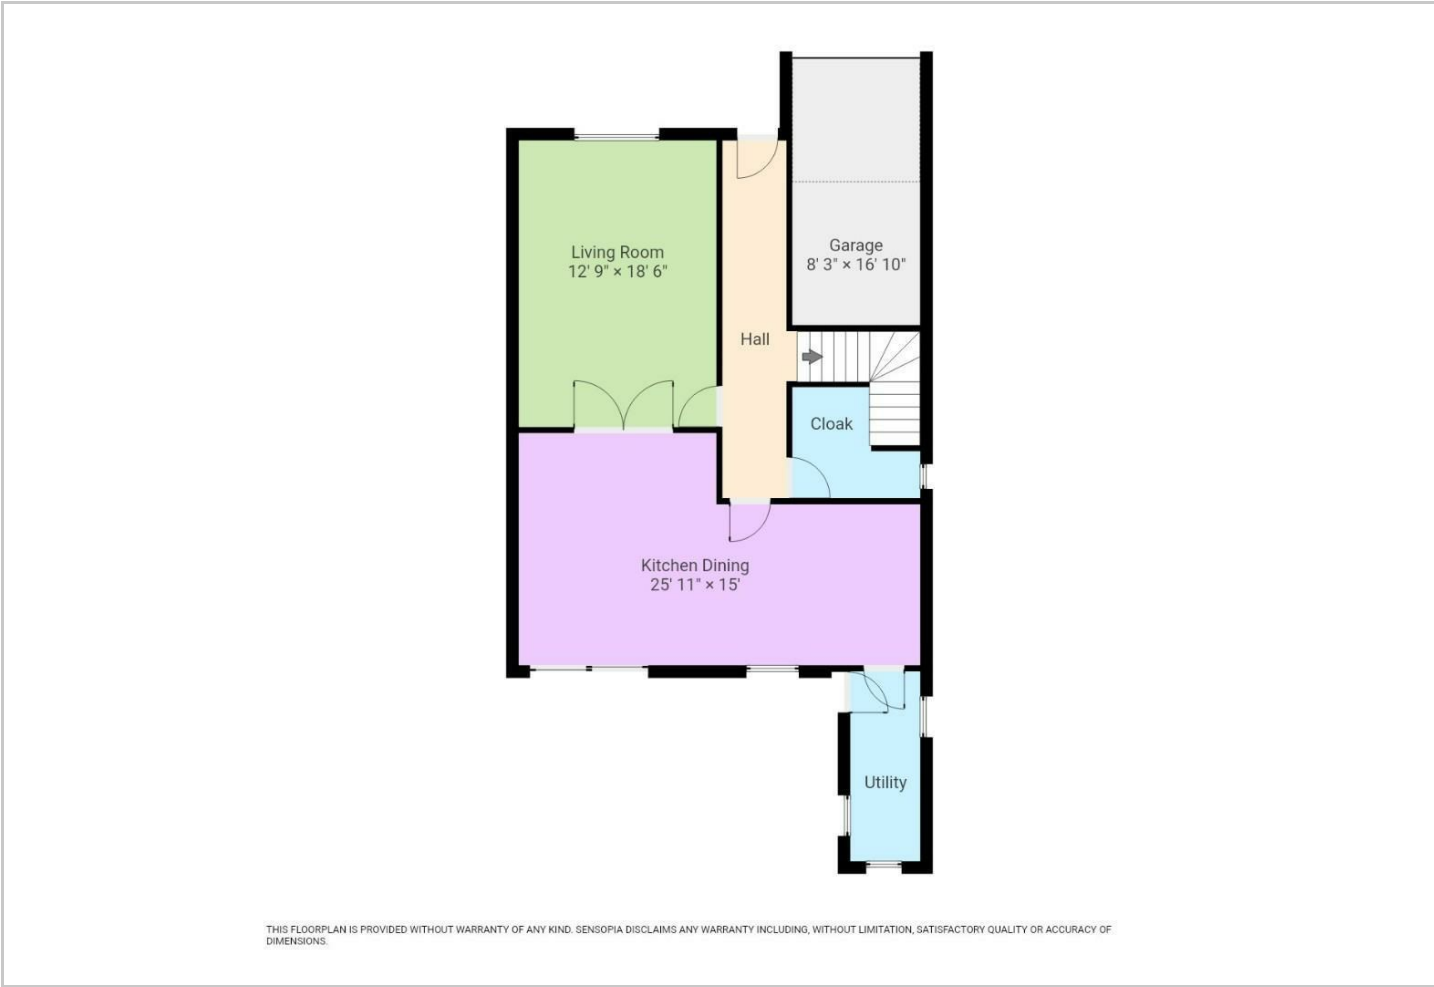 Living Room
12' 9" × 18' 6"
Garage
8' 3" × 16' 10"
Hall
Cloak
Kitchen Dining
25' 11" × 15'
Utility
THIS FLOORPLAN IS PROVIDED WITHOUT WARRANTY OF ANY KIND. SENSOPIA DISCLAIMS ANY WARRANTY INCLUDING, WITHOUT LIMITATION, SATISFACTORY QUALITY OR ACCURACY OF
DIMENSIONS.